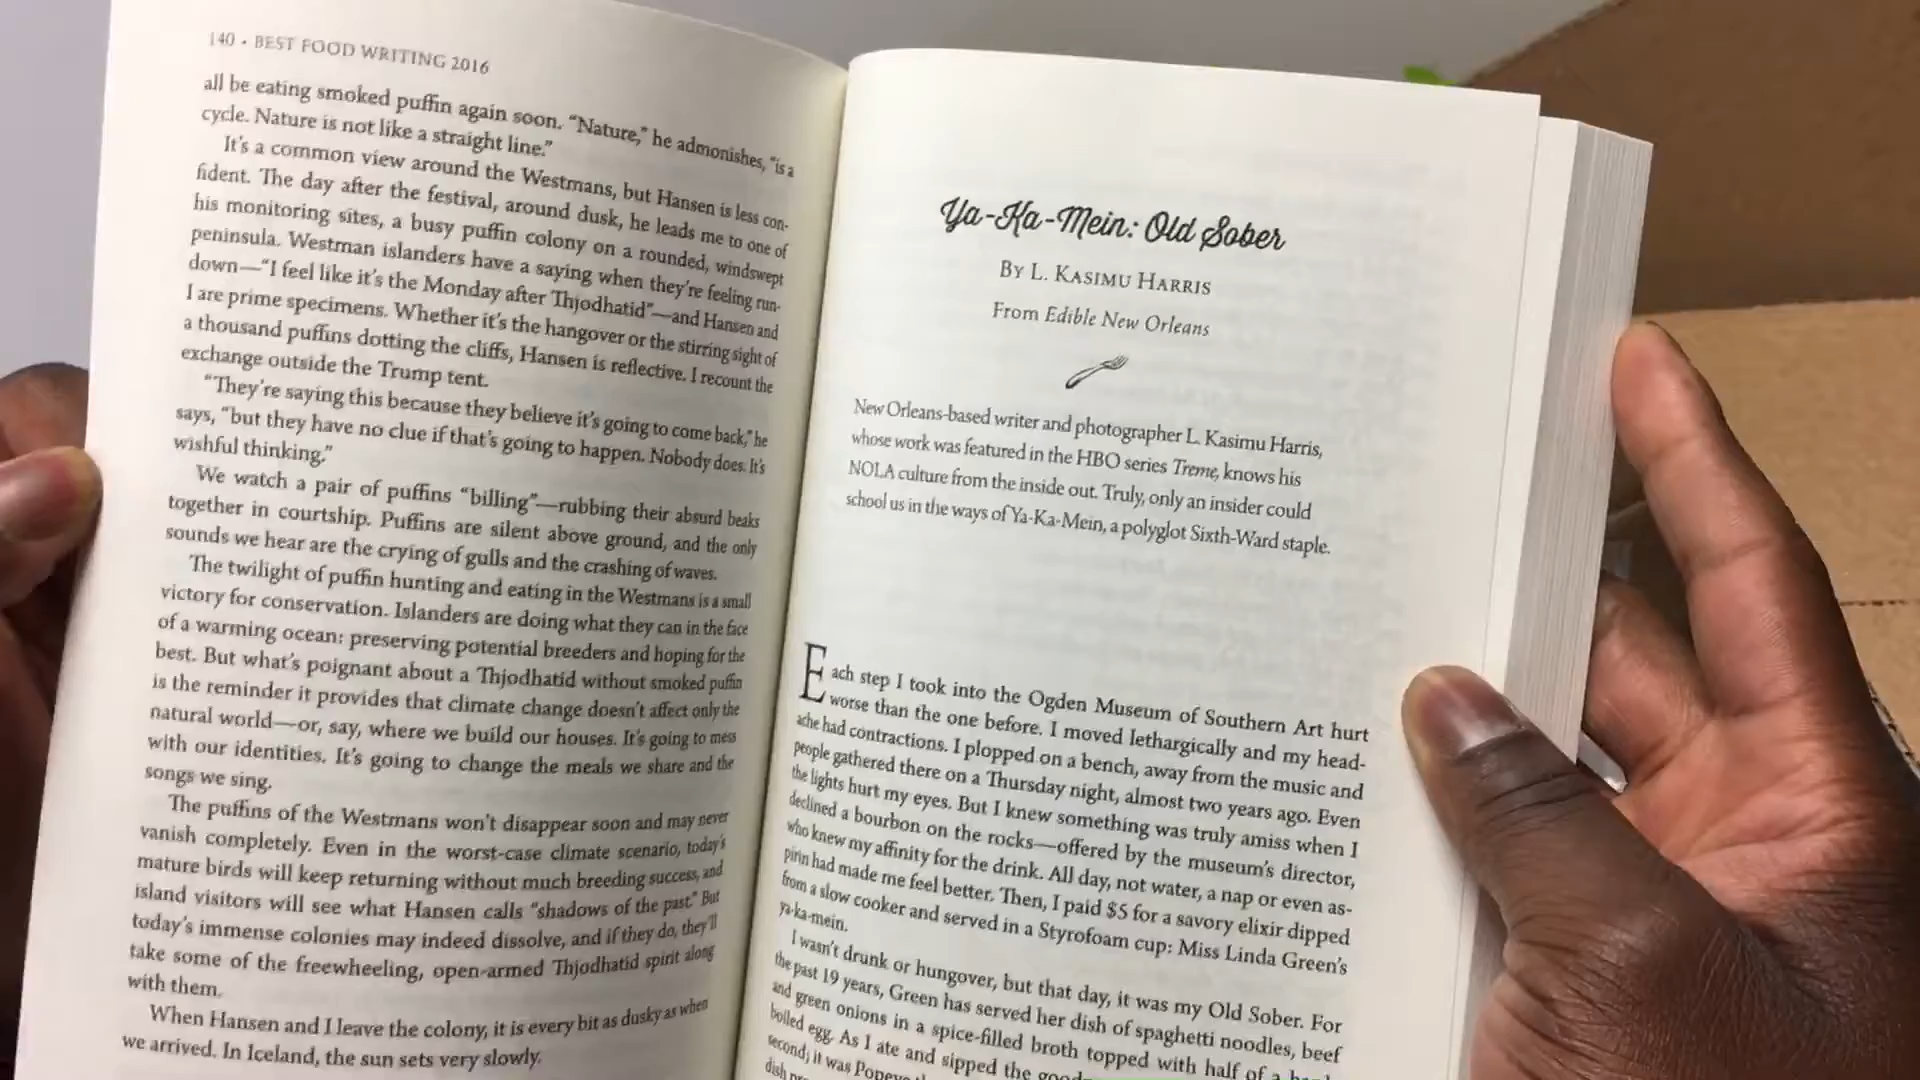 140 • BEST FOOD WRITING 2016
all be eating smoked puffin again soon. “Nature,” he admonishes, “is a
cycle. Nature is not like a straight line.”
It’s a common view around the Westmans, but Hansen is less con-
fident. The day after the festival, around dusk, he leads me to one of
his monitoring sites, a busy puffin colony on a rounded, windswept
peninsula. Westman islanders have a saying when they’re feeling run-
down—“I feel like it’s the Monday after Thjodhatid”—and Hansen and
I are prime specimens. Whether it’s the hangover or the stirring sight of
a thousand puffins dotting the cliffs, Hansen is reflective. I recount the
exchange outside the Trump tent.
“They’re saying this because they believe it’s going to come back,” he
says, “but they have no clue if that’s going to happen. Nobody does. It’s
wishful thinking.”
We watch a pair of puffins “billing”—rubbing their absurd beaks
together in courtship. Puffins are silent above ground, and the only
sounds we hear are the crying of gulls and the crashing of waves.
The twilight of puffin hunting and eating in the Westmans is a small
victory for conservation. Islanders are doing what they can in the face
of a warming ocean: preserving potential breeders and hoping for the
best. But what’s poignant about a Thjodhatid without smoked puffin
is the reminder it provides that climate change doesn’t affect only the
natural world—or, say, where we build our houses. It’s going to mess
with our identities. It’s going to change the meals we share and the
songs we sing.
The puffins of the Westmans won’t disappear soon and may never
vanish completely. Even in the worst-case climate scenario, today’s
mature birds will keep returning without much breeding success, and
island visitors will see what Hansen calls “shadows of the past.” But
today’s immense colonies may indeed dissolve, and if they do, they’ll
take some of the freewheeling, open-armed Thjodhatid spirit along
with them.
When Hansen and I leave the colony, it is every bit as dusky as when
we arrived. In Iceland, the sun sets very slowly.
Ya-Ka-Mein: Old Sober
By L. Kasimu Harris
From Edible New Orleans
New Orleans-based writer and photographer L. Kasimu Harris,
whose work was featured in the HBO series Treme, knows his
NOLA culture from the inside out. Truly, only an insider could
school us in the ways of Ya-Ka-Mein, a polyglot Sixth-Ward staple.
Each step I took into the Ogden Museum of Southern Art hurt
worse than the one before. I moved lethargically and my head-
ache had contractions. I plopped on a bench, away from the music and
people gathered there on a Thursday night, almost two years ago. Even
the lights hurt my eyes. But I knew something was truly amiss when I
declined a bourbon on the rocks—offered by the museum’s director,
who knew my affinity for the drink. All day, not water, a nap or even as-
pirin had made me feel better. Then, I paid $5 for a savory elixir dipped
from a slow cooker and served in a Styrofoam cup: Miss Linda Green’s
ya-ka-mein.
I wasn’t drunk or hungover, but that day, it was my Old Sober. For
the past 19 years, Green has served her dish of spaghetti noodles, beef
and green onions in a spice-filled broth topped with half of a
boiled egg. As I ate and sipped the
second; it was
dish